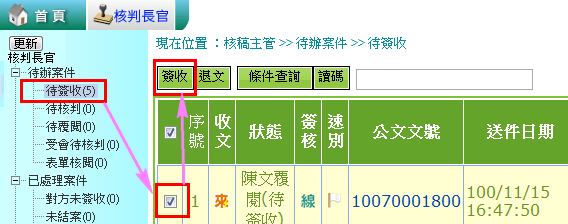 首頁 核判長官
更新
現在位置 ：核稿主管 >> 待辦案件 >> 待簽收
核判長官
待辦案件
待簽收(5)
待核判(0)
待覆閱(0)
受會待核判(0)
表單核閱(0)
已處理案件
對方未簽收(0)
未結案(0)
簽收 退文 條件查詢 讀碼
序號 收文 狀態 簽核 速別 公文文號 送件日期
1 來 陳文覆閱(待簽收) 線 10070001800 100/11/15 16:47:50